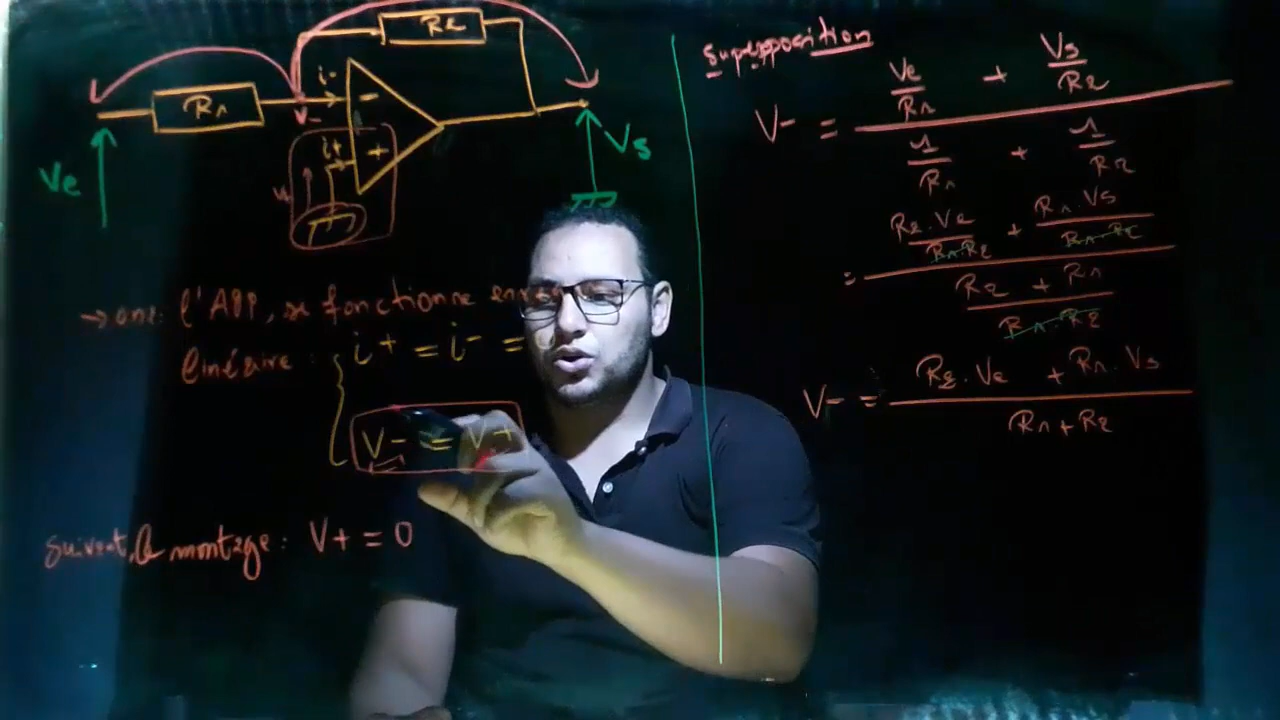 R2
R1
i-
-
V-
i+
+
Ve
Vs
→ on a: l'AOP, se fonctionne en
linéaire : i+ = i- =
V- = V+
suivant le montage: V+ = 0
Superposition
V- = (Ve/R1 + Vs/R2) / (1/R1 + 1/R2)
= (R2.Ve/R1.R2 + R1.Vs/R1.R2) / (R2 + R1/R1.R2)
V- = (R2.Ve + R1.Vs) / (R1+R2)